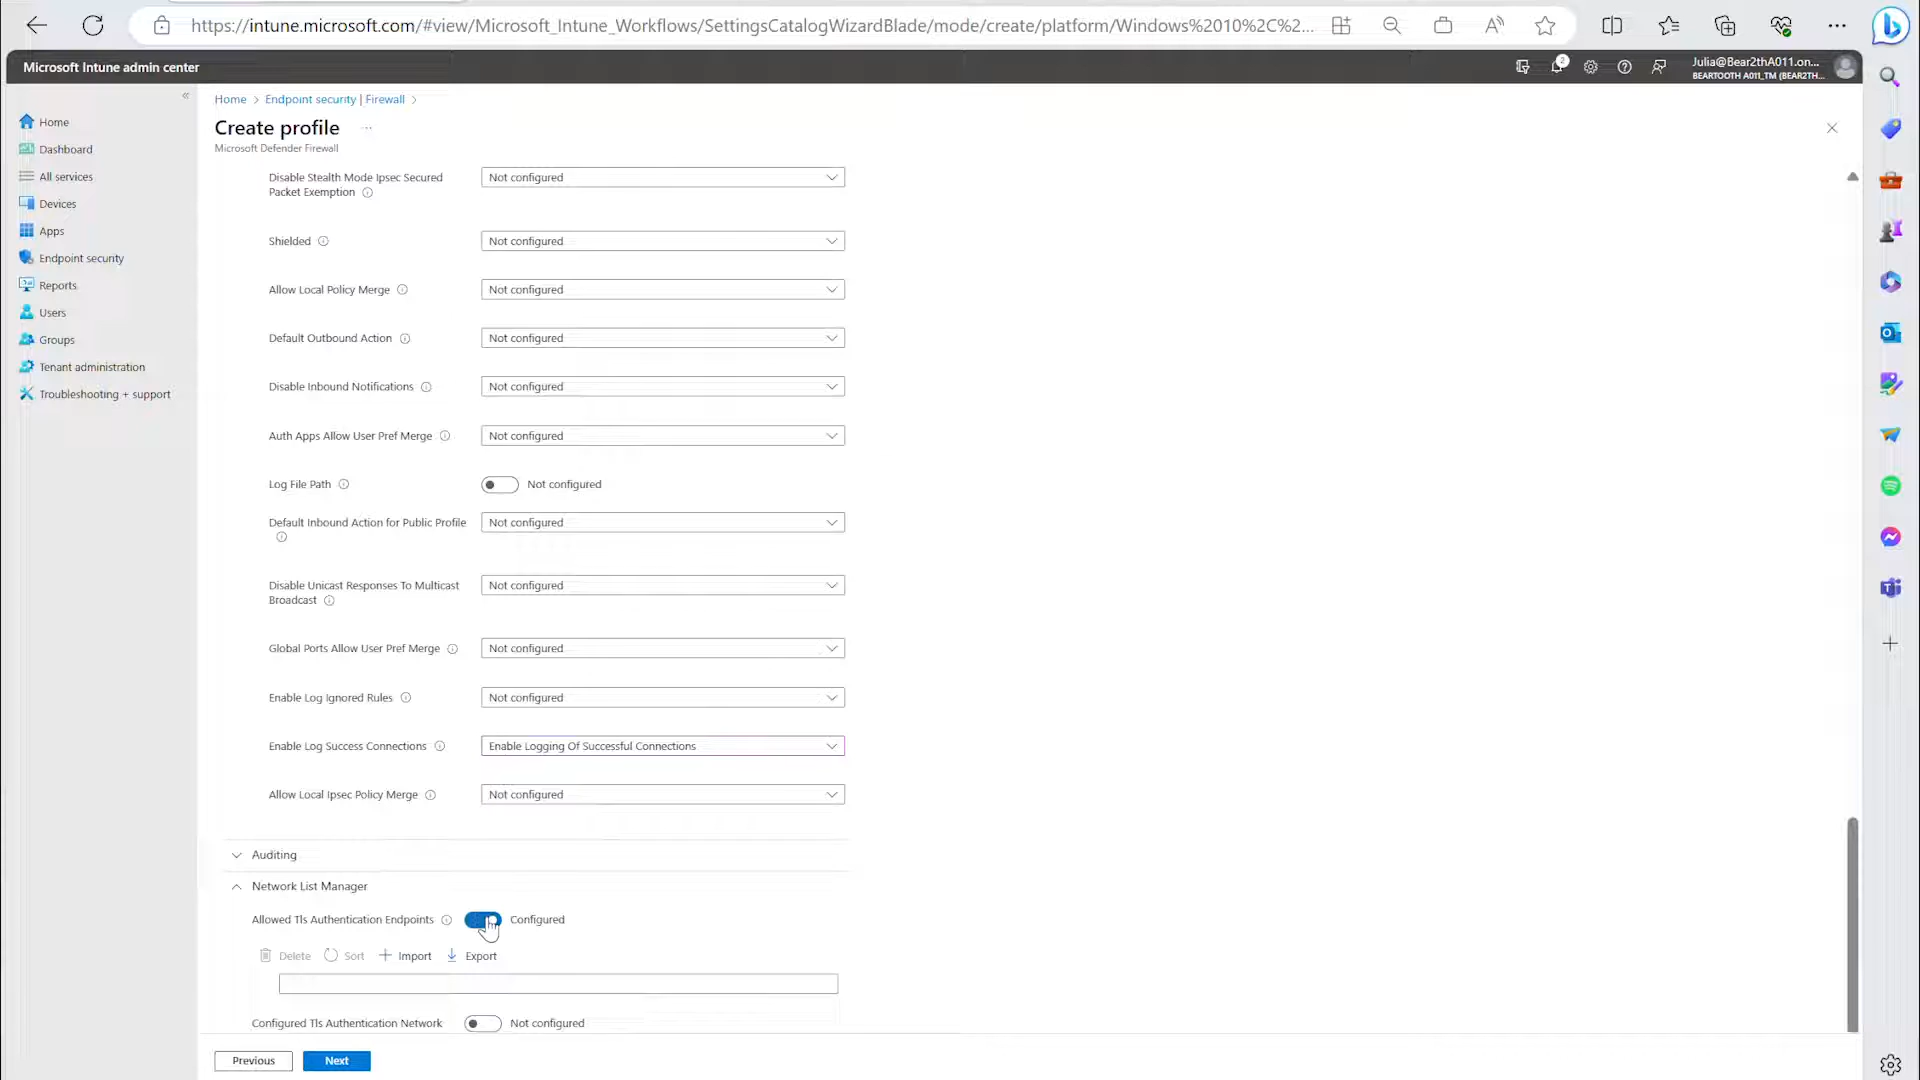 https://intune.microsoft.com/#view/Microsoft_Intune_Workflows/SettingsCatalogWizardBlade/mode/create/platform/Windows%2010%2C%2...
Microsoft Intune admin center
2
Julia@Bear2thA011.on...
BEARTOOTH A011_TM (BEAR2TH...
«
Home > Endpoint security | Firewall >
Create profile ...
Microsoft Defender Firewall
Home
Dashboard
All services
Devices
Apps
Endpoint security
Reports
Users
Groups
Tenant administration
Troubleshooting + support
Disable Stealth Mode Ipsec Secured
Packet Exemption
Not configured
Shielded
Not configured
Allow Local Policy Merge
Not configured
Default Outbound Action
Not configured
Disable Inbound Notifications
Not configured
Auth Apps Allow User Pref Merge
Not configured
Log File Path
Not configured
Default Inbound Action for Public Profile
Not configured
Disable Unicast Responses To Multicast
Broadcast
Not configured
Global Ports Allow User Pref Merge
Not configured
Enable Log Ignored Rules
Not configured
Enable Log Success Connections
Enable Logging Of Successful Connections
Allow Local Ipsec Policy Merge
Not configured
Auditing
Network List Manager
Allowed Tls Authentication Endpoints
Configured
Delete Sort Import Export
Configured Tls Authentication Network
Not configured
Previous Next